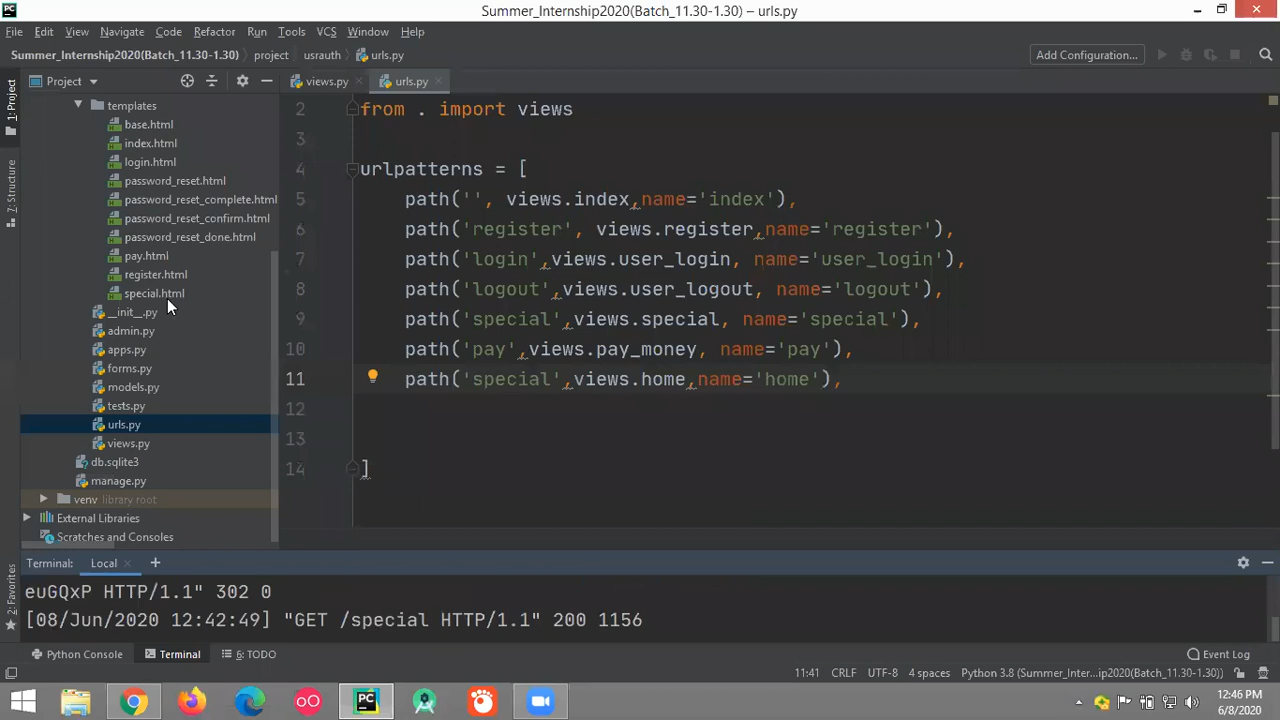 Summer_Internship2020(Batch_11.30-1.30) – urls.py
File Edit View Navigate Code Refactor Run Tools VCS Window Help
Summer_Internship2020(Batch_11.30-1.30) project usrauth urls.py Add Configuration...
1: Project
Project
views.py urls.py
templates
base.html
index.html
login.html
password_reset.html
password_reset_complete.html
password_reset_confirm.html
password_reset_done.html
pay.html
register.html
special.html
__init__.py
admin.py
apps.py
forms.py
models.py
tests.py
urls.py
views.py
db.sqlite3
manage.py
venv library root
External Libraries
Scratches and Consoles
2 from . import views
3
4 urlpatterns = [
5 path('', views.index,name='index'),
6 path('register', views.register,name='register'),
7 path('login',views.user_login, name='user_login'),
8 path('logout',views.user_logout, name='logout'),
9 path('special',views.special, name='special'),
10 path('pay',views.pay_money, name='pay'),
11 path('special',views.home,name='home'),
12
13
14 ]
7: Structure
2: Favorites
Terminal: Local
euGQxP HTTP/1.1" 302 0
[08/Jun/2020 12:42:49] "GET /special HTTP/1.1" 200 1156
Python Console Terminal 6: TODO Event Log
11:41 CRLF UTF-8 4 spaces Python 3.8 (Summer_Inter...ip2020(Batch_11.30-1.30))
PC
12:46 PM
6/8/2020